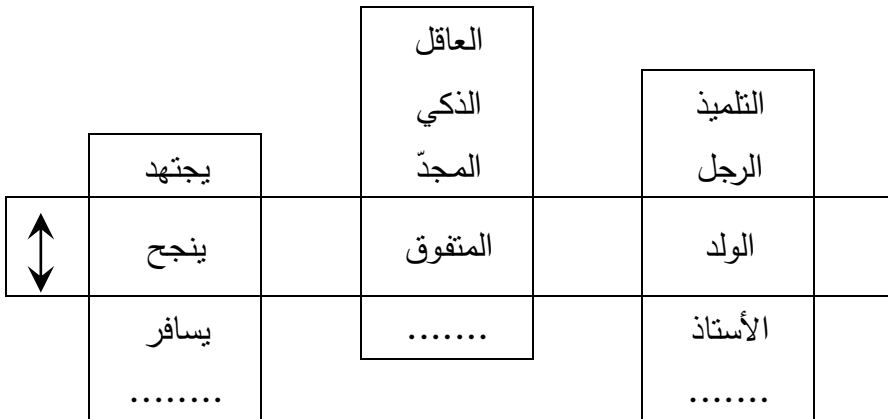 العاقل
الذكي التلميذ
يجتهد المجدّ الرجل
الولد المتفوق ينجح
الأستاذ ....... يسافر
....... ........